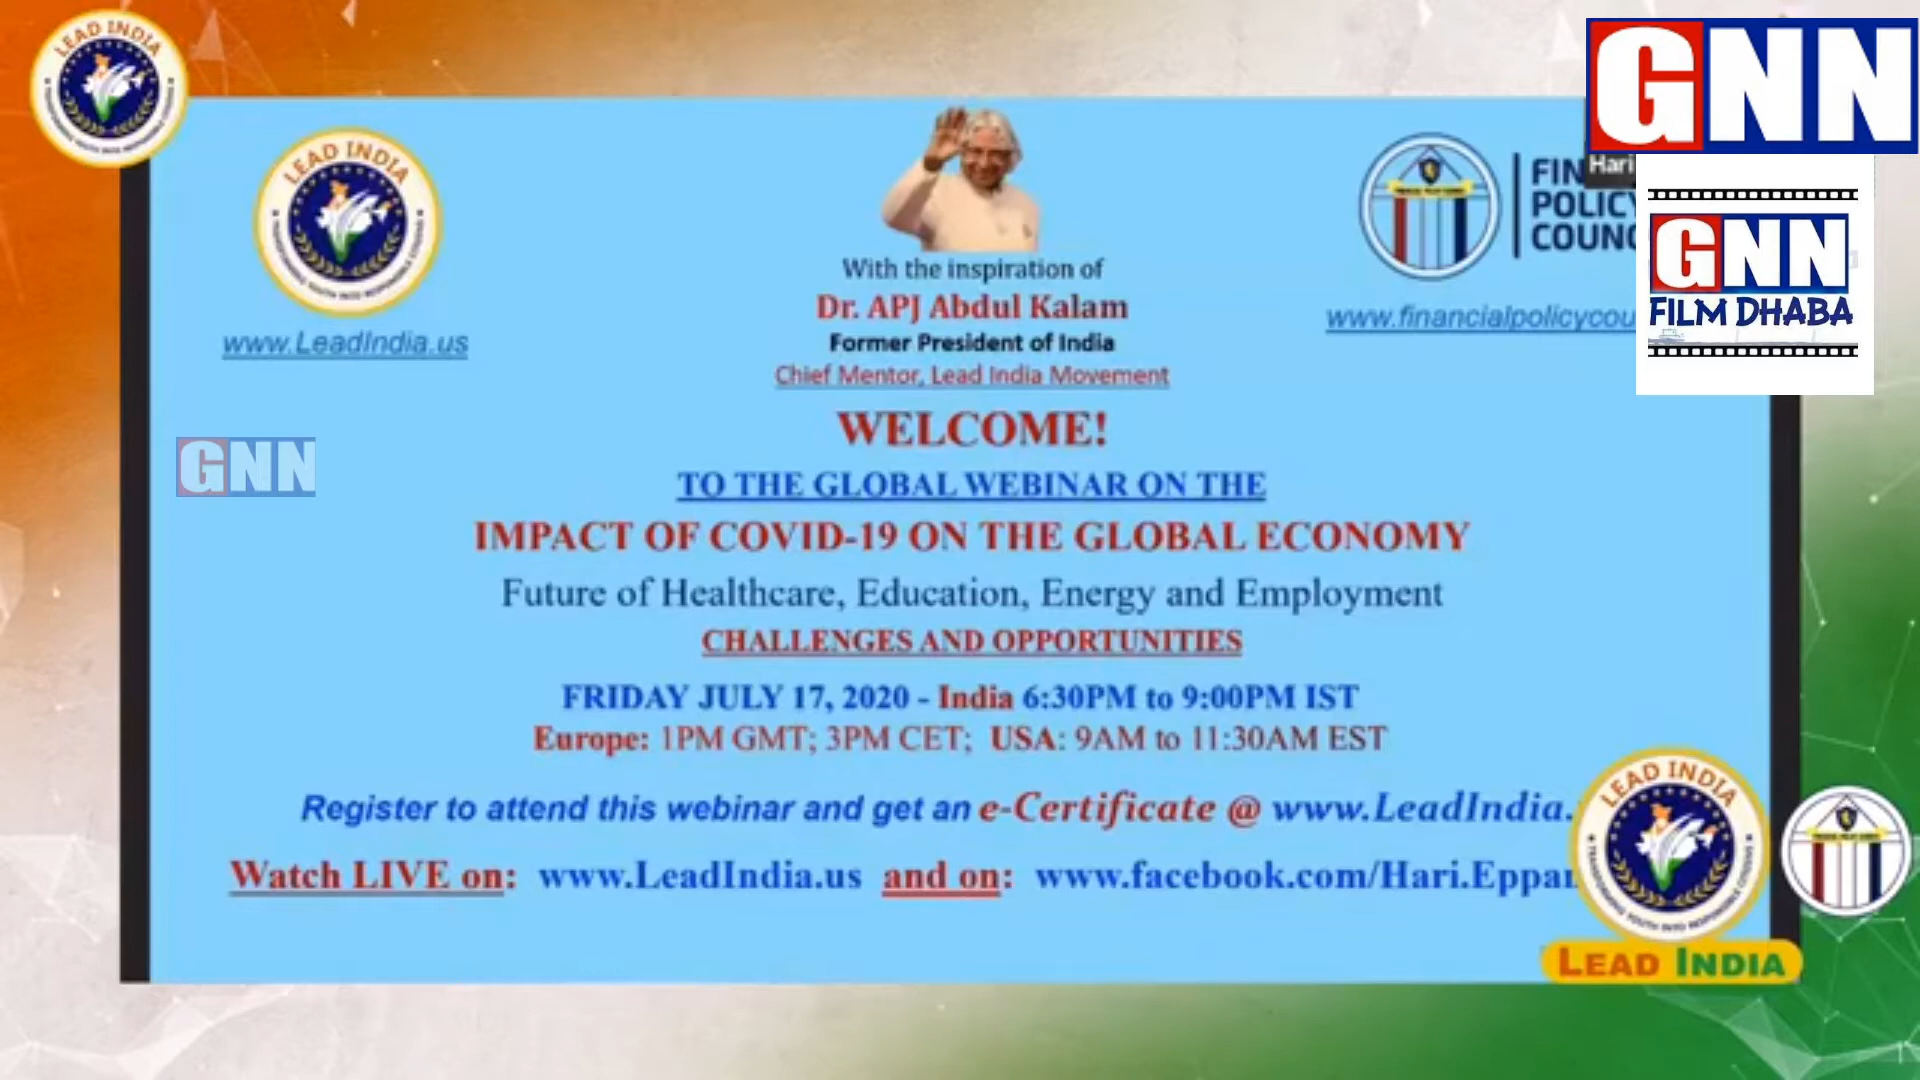 LEAD INDIA
GNN
LEAD INDIA
FIN
Hari
POLICY
COUNC
GNN
FILM DHABA
With the inspiration of
Dr. APJ Abdul Kalam
Former President of India
Chief Mentor, Lead India Movement
www.LeadIndia.us
www.financialpolicycou
WELCOME!
GNN
TO THE GLOBAL WEBINAR ON THE
IMPACT OF COVID-19 ON THE GLOBAL ECONOMY
Future of Healthcare, Education, Energy and Employment
CHALLENGES AND OPPORTUNITIES
FRIDAY JULY 17, 2020 - India 6:30PM to 9:00PM IST
Europe: 1PM GMT; 3PM CET; USA: 9AM to 11:30AM EST
Register to attend this webinar and get an e-Certificate @ www.LeadIndia.
Watch LIVE on: www.LeadIndia.us and on: www.facebook.com/Hari.Eppan
LEAD INDIA
LEAD INDIA